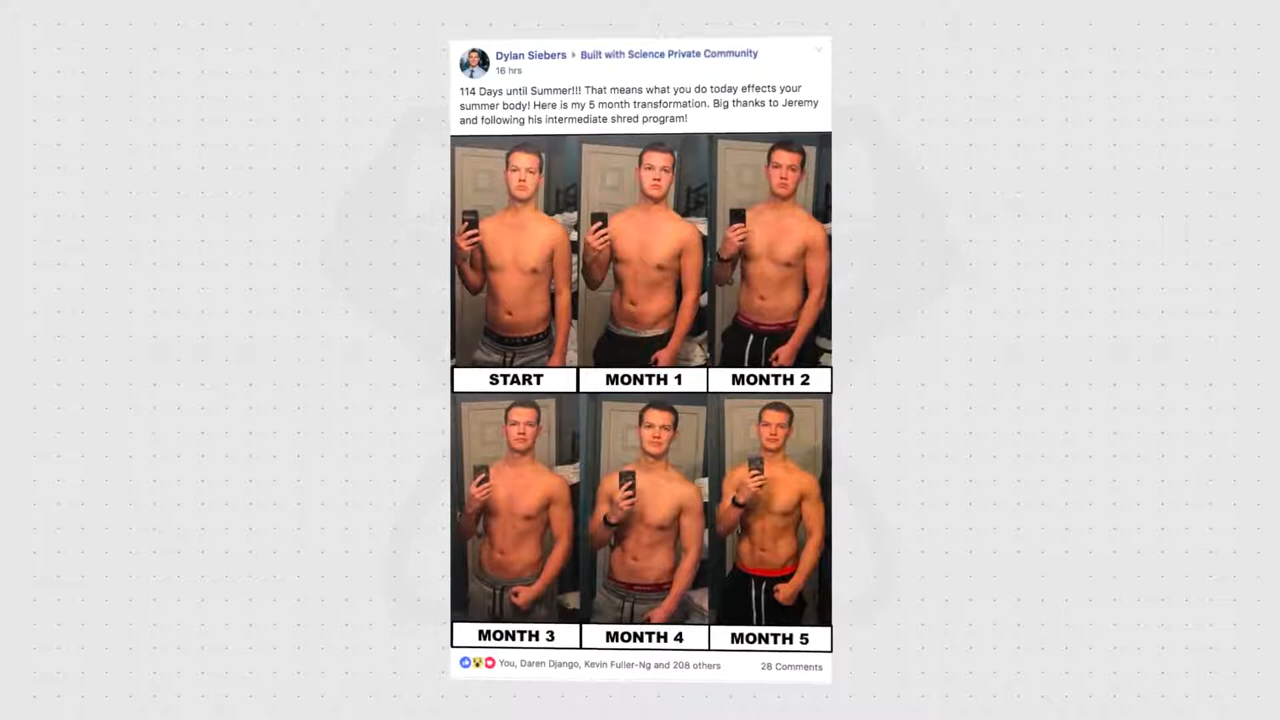 Dylan Siebers ▸ Built with Science Private Community
16 hrs
114 Days until Summer!!! That means what you do today effects your
summer body! Here is my 5 month transformation. Big thanks to Jeremy
and following his intermediate shred program!
START
MONTH 1
MONTH 2
MONTH 3
MONTH 4
MONTH 5
You, Daren Django, Kevin Fuller-Ng and 208 others
28 Comments